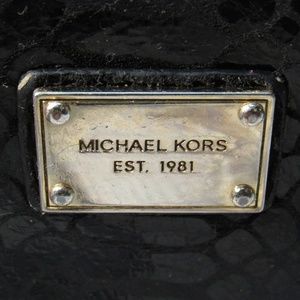 MICHAEL KORS
EST. 1981